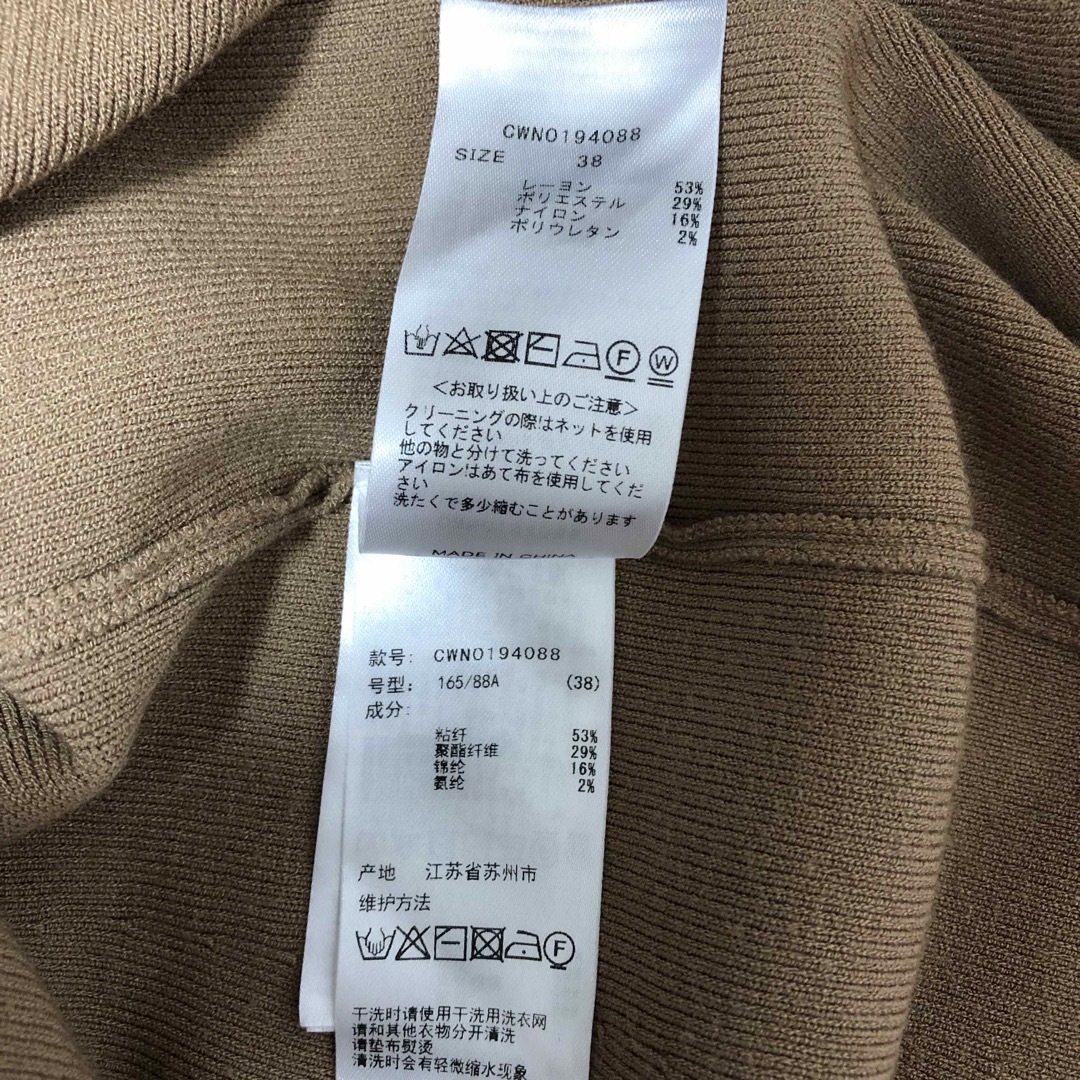 CWN0194088
SIZE 38
レーヨン 53%
ポリエステル 29%
ナイロン 16%
ポリウレタン 2%
F W
＜お取り扱い上のご注意＞
クリーニングの際はネットを使用
してください
他の物と分けて洗ってください
アイロンはあて布を使用してくだ
さい
洗たくで多少縮むことがあります
MADE IN CHINA
款号: CWN0194088
号型: 165/88A (38)
成分:
粘纤 53%
聚酯纤维 29%
锦纶 16%
氨纶 2%
产地 江苏省苏州市
维护方法
F
干洗时请使用干洗用洗衣网
请和其他衣物分开清洗
请垫布熨烫
清洗时会有轻微缩水现象